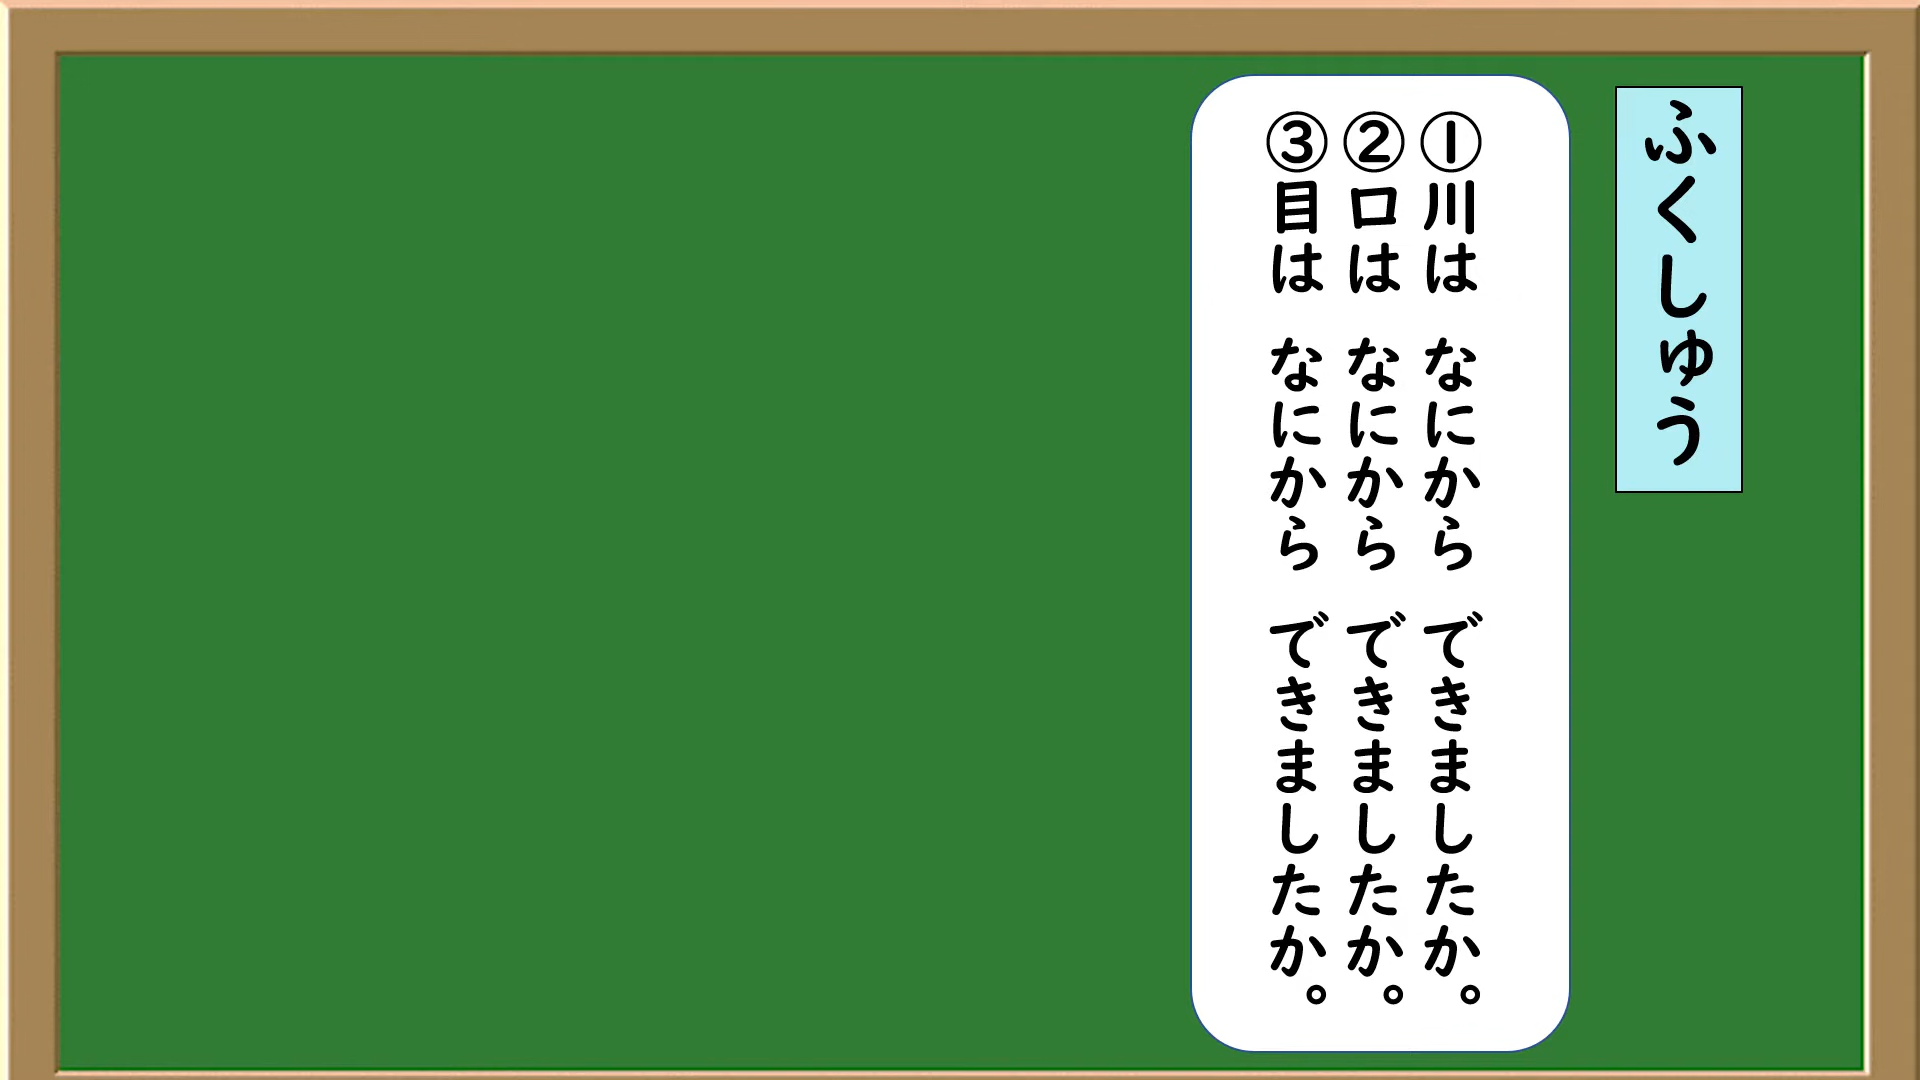 ふくしゅう
①川は　なにから　できましたか。
②口は　なにから　できましたか。
③目は　なにから　できましたか。